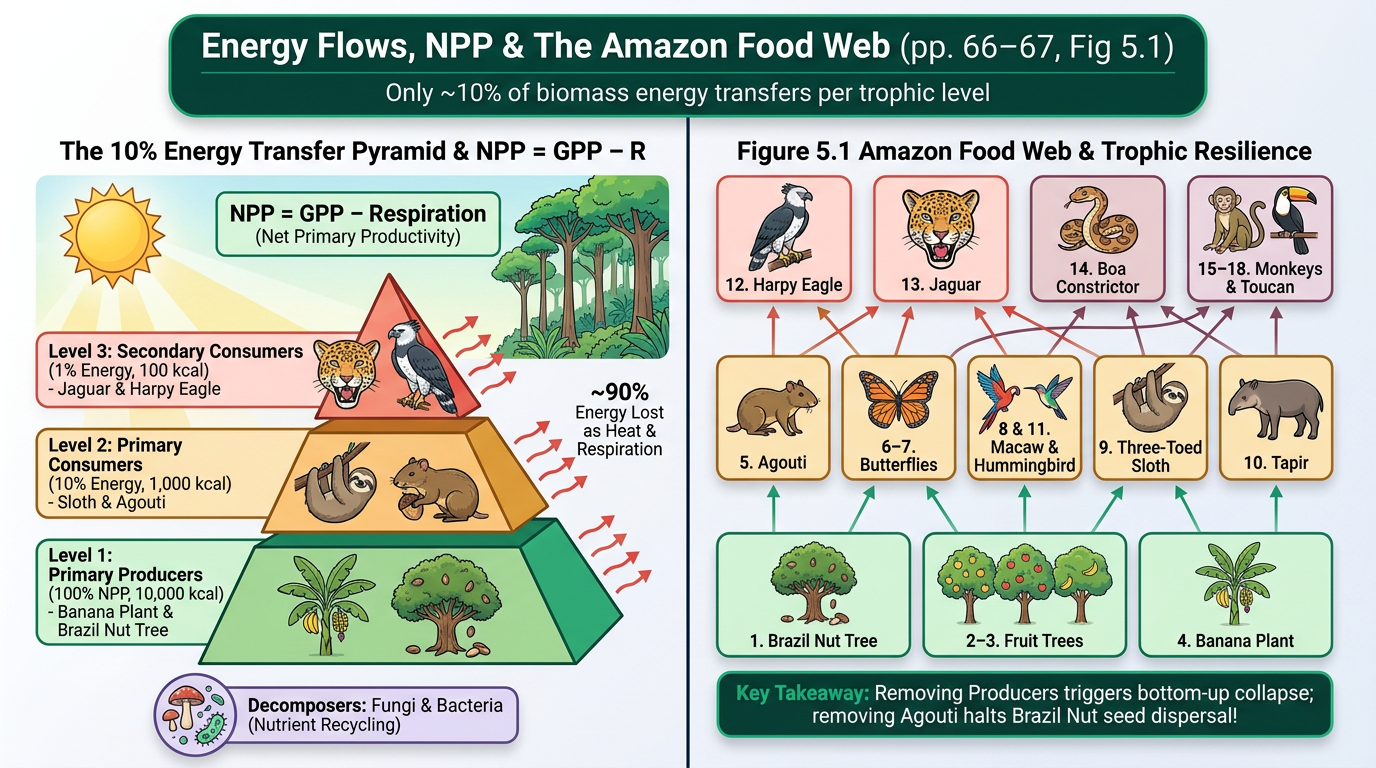 Energy Flows, NPP & The Amazon Food Web (pp. 66–67, Fig 5.1)
Only ~10% of biomass energy transfers per trophic level
The 10% Energy Transfer Pyramid & NPP = GPP – R
NPP = GPP – Respiration
(Net Primary Productivity)
Level 3: Secondary Consumers
(1% Energy, 100 kcal)
- Jaguar & Harpy Eagle
~90%
Energy Lost
as Heat &
Respiration
Level 2: Primary
Consumers
(10% Energy, 1,000 kcal)
- Sloth & Agouti
Level 1:
Primary Producers
(100% NPP, 10,000 kcal)
- Banana Plant &
Brazil Nut Tree
Decomposers: Fungi & Bacteria
(Nutrient Recycling)
Figure 5.1 Amazon Food Web & Trophic Resilience
12. Harpy Eagle
13. Jaguar
14. Boa
Constrictor
15–18. Monkeys
& Toucan
5. Agouti
6–7.
Butterflies
8 & 11.
Macaw &
Hummingbird
9. Three-Toed
Sloth
10. Tapir
1. Brazil Nut Tree
2–3. Fruit Trees
4. Banana Plant
Key Takeaway: Removing Producers triggers bottom-up collapse;
removing Agouti halts Brazil Nut seed dispersal!